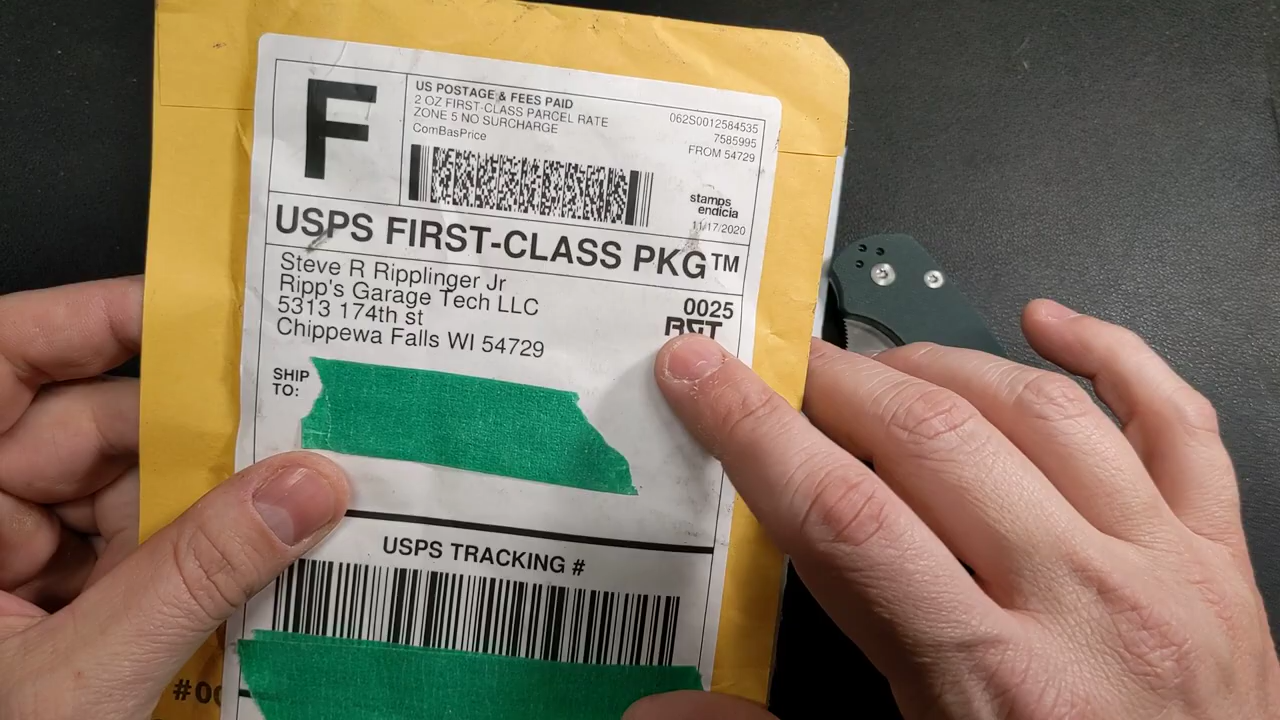 F
US POSTAGE & FEES PAID
2 OZ FIRST-CLASS PARCEL RATE
ZONE 5 NO SURCHARGE
ComBasPrice
062S0012584535
7585995
FROM 54729
stamps
endicia
11/17/2020
USPS FIRST-CLASS PKG™
Steve R Ripplinger Jr
Ripp's Garage Tech LLC
5313 174th st
Chippewa Falls WI 54729
0025
SHIP
TO:
USPS TRACKING #